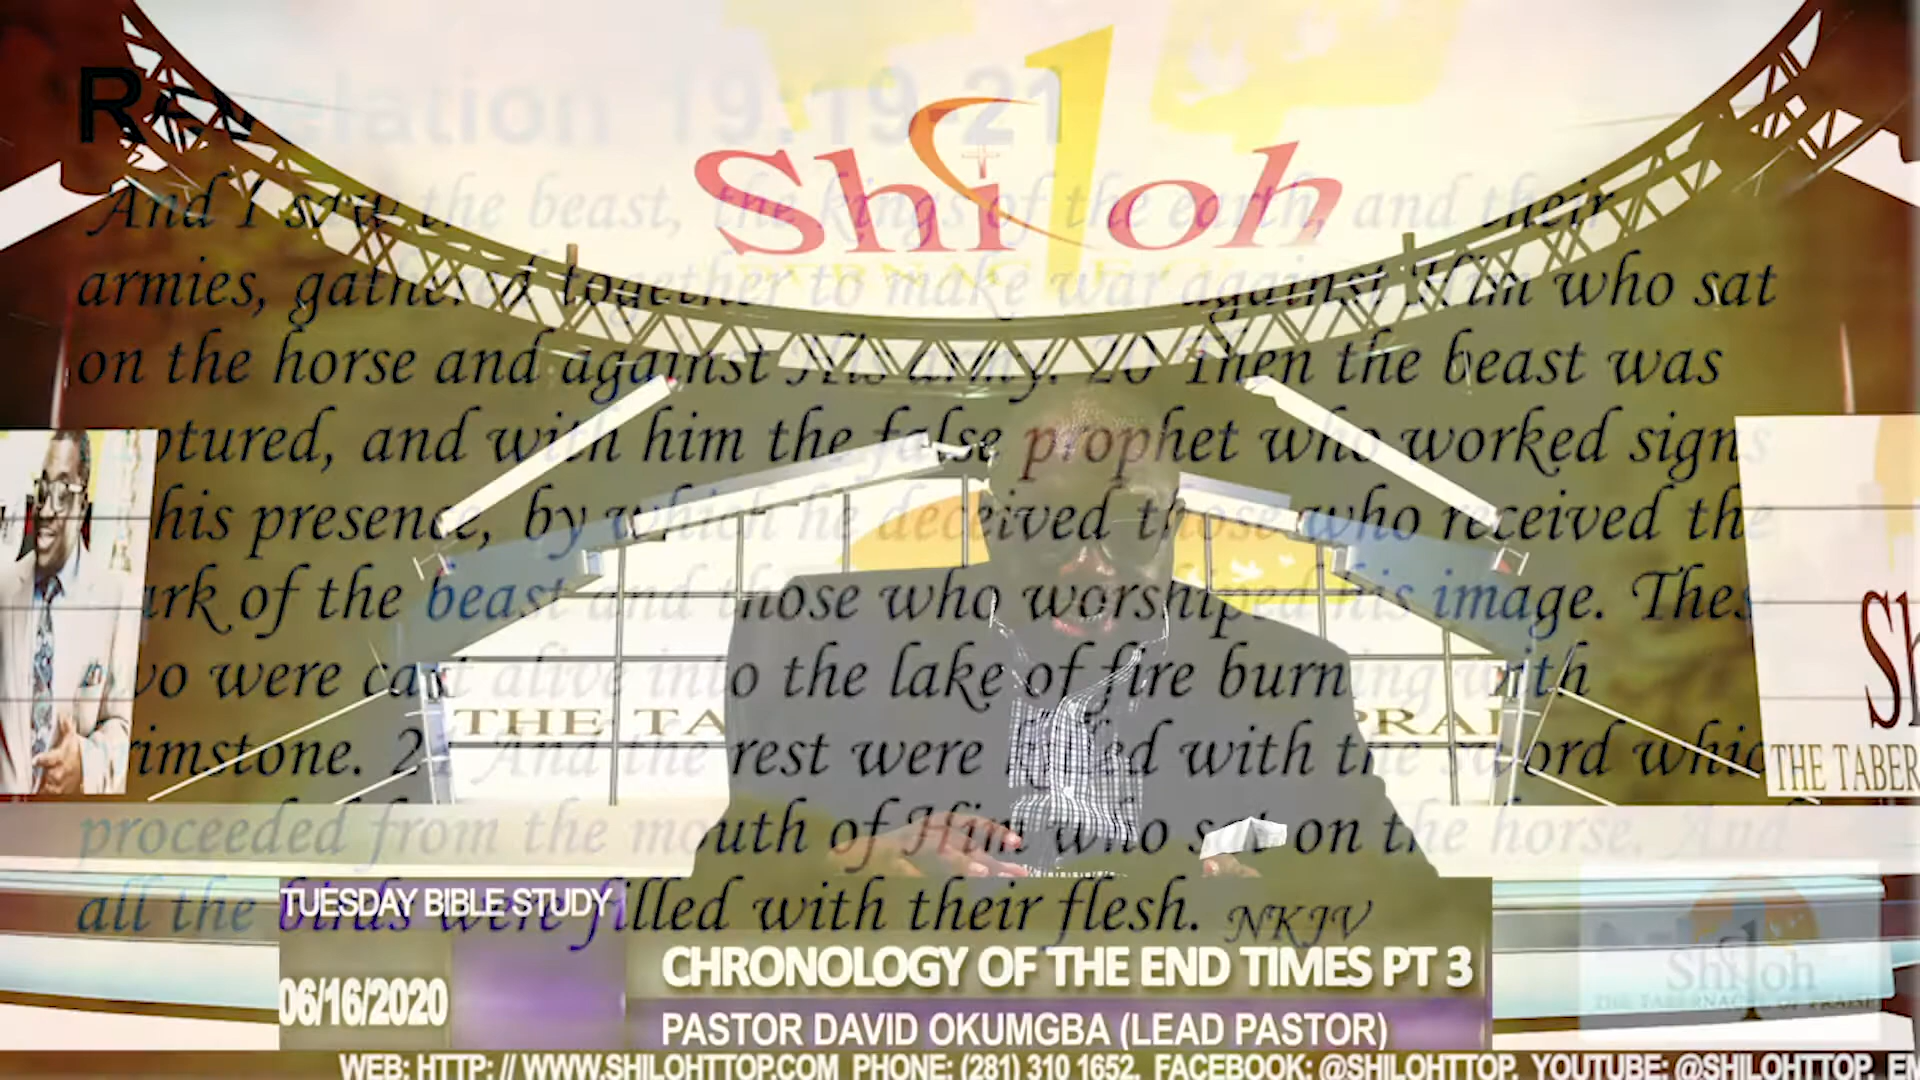 Shiloh
Revelation 19:19-21
And I saw the beast, the kings of the earth, and their
armies, gathered together to make war against Him who sat
on the horse and against His army. 20 Then the beast was
captured, and with him the false prophet who worked signs
his presence, by which he deceived those who received the
mark of the beast and those who worshiped his image. These
two were cast alive into the lake of fire burning with
brimstone. 21 And the rest were killed with the sword which
proceeded from the mouth of Him who sat on the horse. And
all the birds were filled with their flesh. NKJV
THE TA
PRAI
Sh
THE TABER
TUESDAY BIBLE STUDY
CHRONOLOGY OF THE END TIMES PT 3
06/16/2020
PASTOR DAVID OKUMGBA (LEAD PASTOR)
Shiloh
THE TABERNACLE OF PRAISE
WEB: HTTP: // WWW.SHILOHTTOP.COM PHONE: (281) 310 1652. FACEBOOK: @SHILOHTTOP. YOUTUBE: @SHILOHTTOP. EM